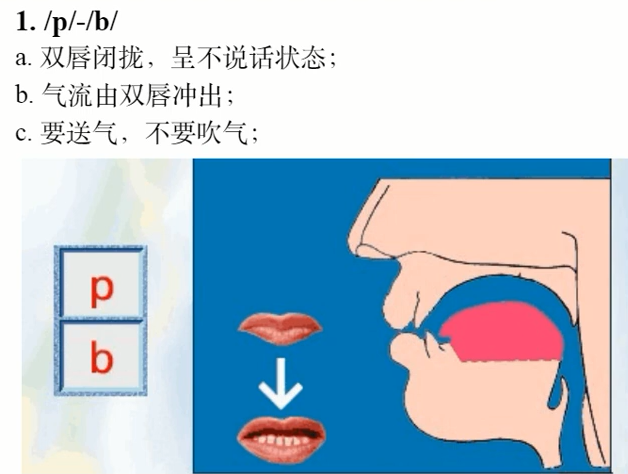 1. /p/-/b/
a. 双唇闭拢，呈不说话状态；
b. 气流由双唇冲出；
c. 要送气，不要吹气；
p
b